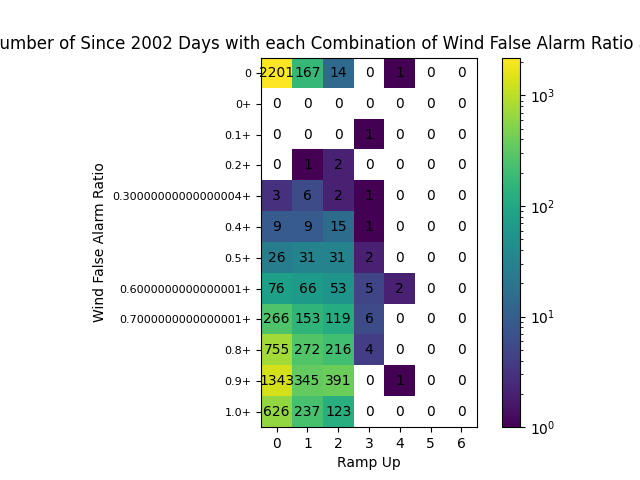 umber of Since 2002 Days with each Combination of Wind False Alarm Ratio
0 2201 167 14 0 1 0 0
0+ 0 0 0 0 0 0 0
0.1+ 0 0 0 1 0 0 0
0.2+ 0 1 2 0 0 0 0
0.30000000000000004+ 3 6 2 1 0 0 0
0.4+ 9 9 15 1 0 0 0
0.5+ 26 31 31 2 0 0 0
0.6000000000000001+ 76 66 53 5 2 0 0
0.7000000000000001+ 266 153 119 6 0 0 0
0.8+ 755 272 216 4 0 0 0
0.9+ 1343 345 391 0 1 0 0
1.0+ 626 237 123 0 0 0 0
0 1 2 3 4 5 6
Ramp Up
Wind False Alarm Ratio
10³
10²
10¹
10⁰